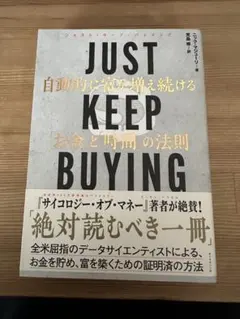 JUST
自動的に富が増え続ける
KEEP
お金と時間の法則
BUYING
『サイコロジー・オブ・マネー』著者が絶賛!
「絶対読むべき一冊」
全米屈指のデータサイエンティストによる、
お金を貯め、富を築くための証明済の方法